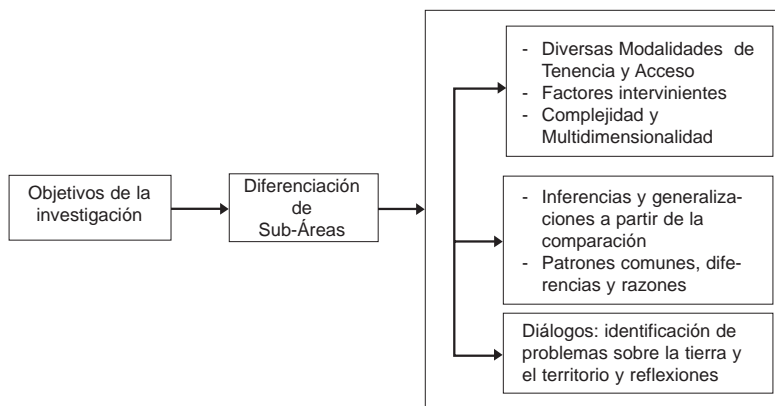 Objetivos de la
investigación
Diferenciación
de
Sub-Áreas
- Diversas Modalidades de
Tenencia y Acceso
- Factores intervinientes
- Complejidad y
Multidimensionalidad
- Inferencias y generaliza-
ciones a partir de la
comparación
- Patrones comunes, dife-
rencias y razones
Diálogos: identificación de
problemas sobre la tierra y
el territorio y reflexiones